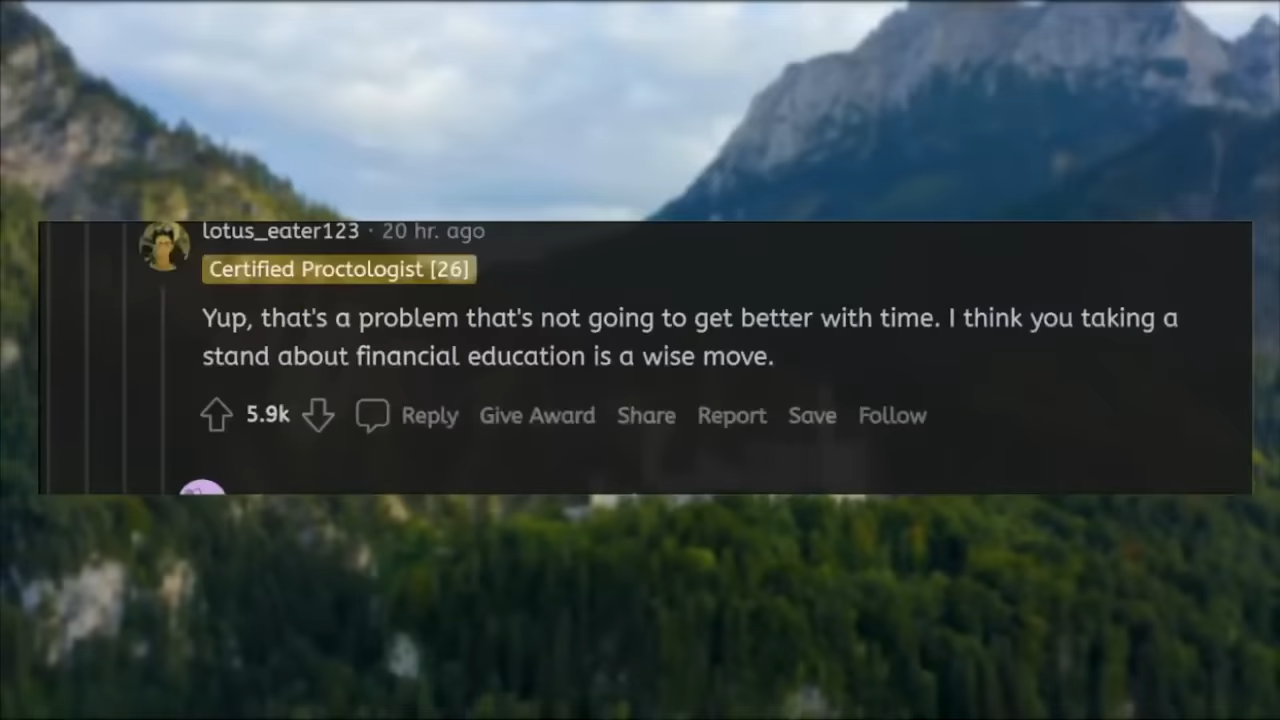 lotus_eater123 · 20 hr. ago
Certified Proctologist [26]
Yup, that's a problem that's not going to get better with time. I think you taking a
stand about financial education is a wise move.
5.9k Reply Give Award Share Report Save Follow